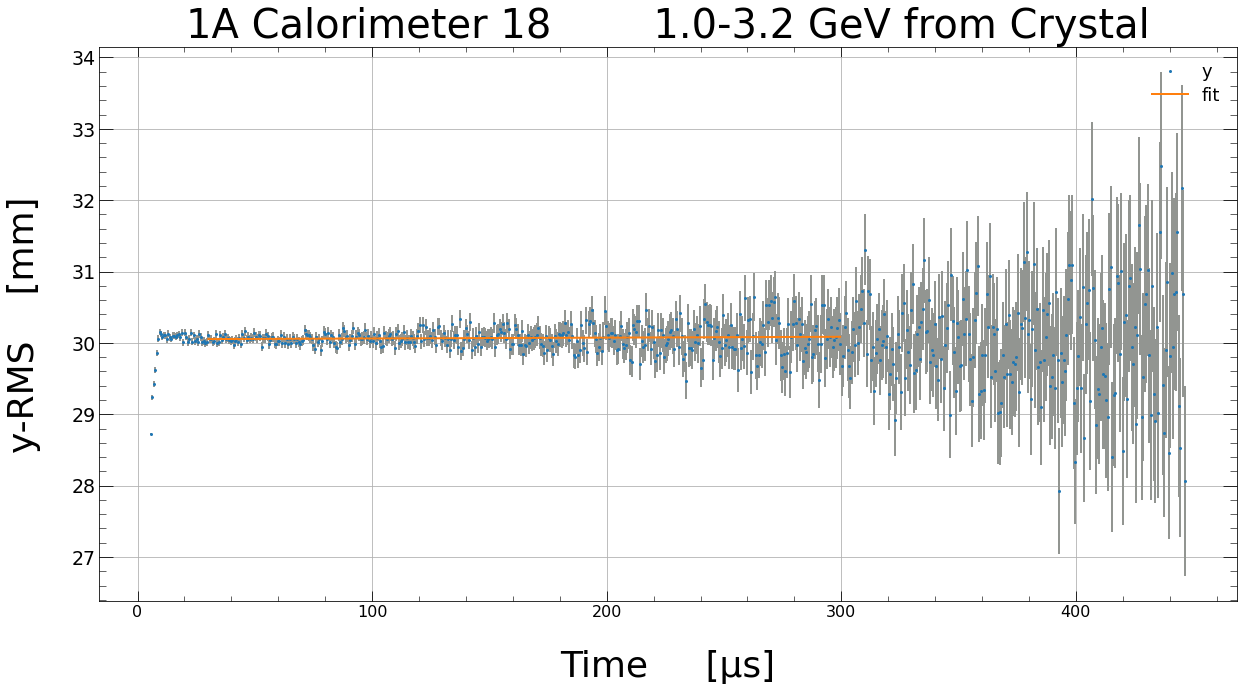 1A Calorimeter 18 1.0-3.2 GeV from Crystal
y
fit
34
33
32
31
30
29
28
27
y-RMS [mm]
0 100 200 300 400
Time [μs]